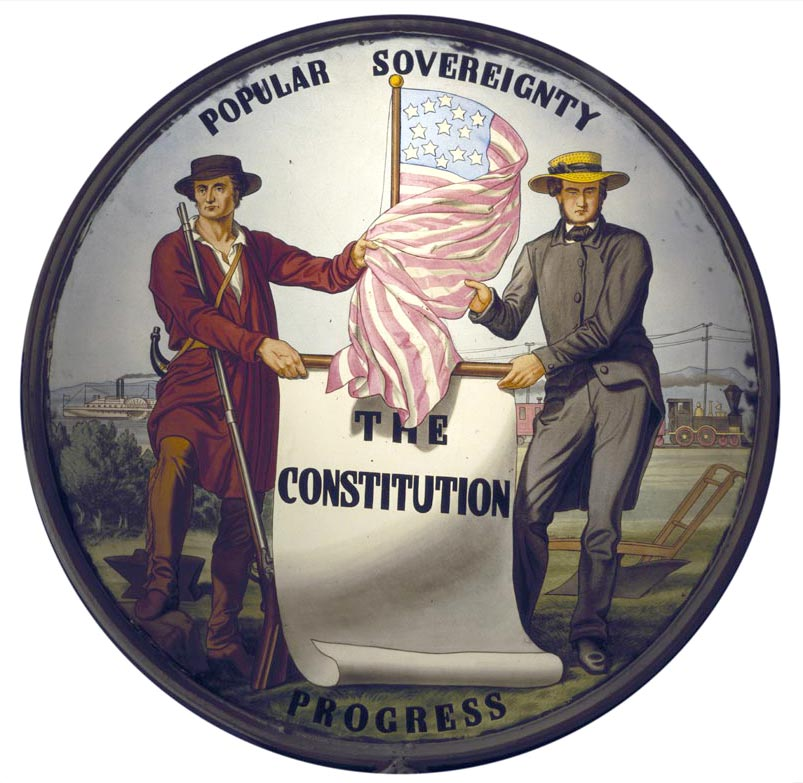 POPULAR SOVEREIGNTY
THE
CONSTITUTION
PROGRESS